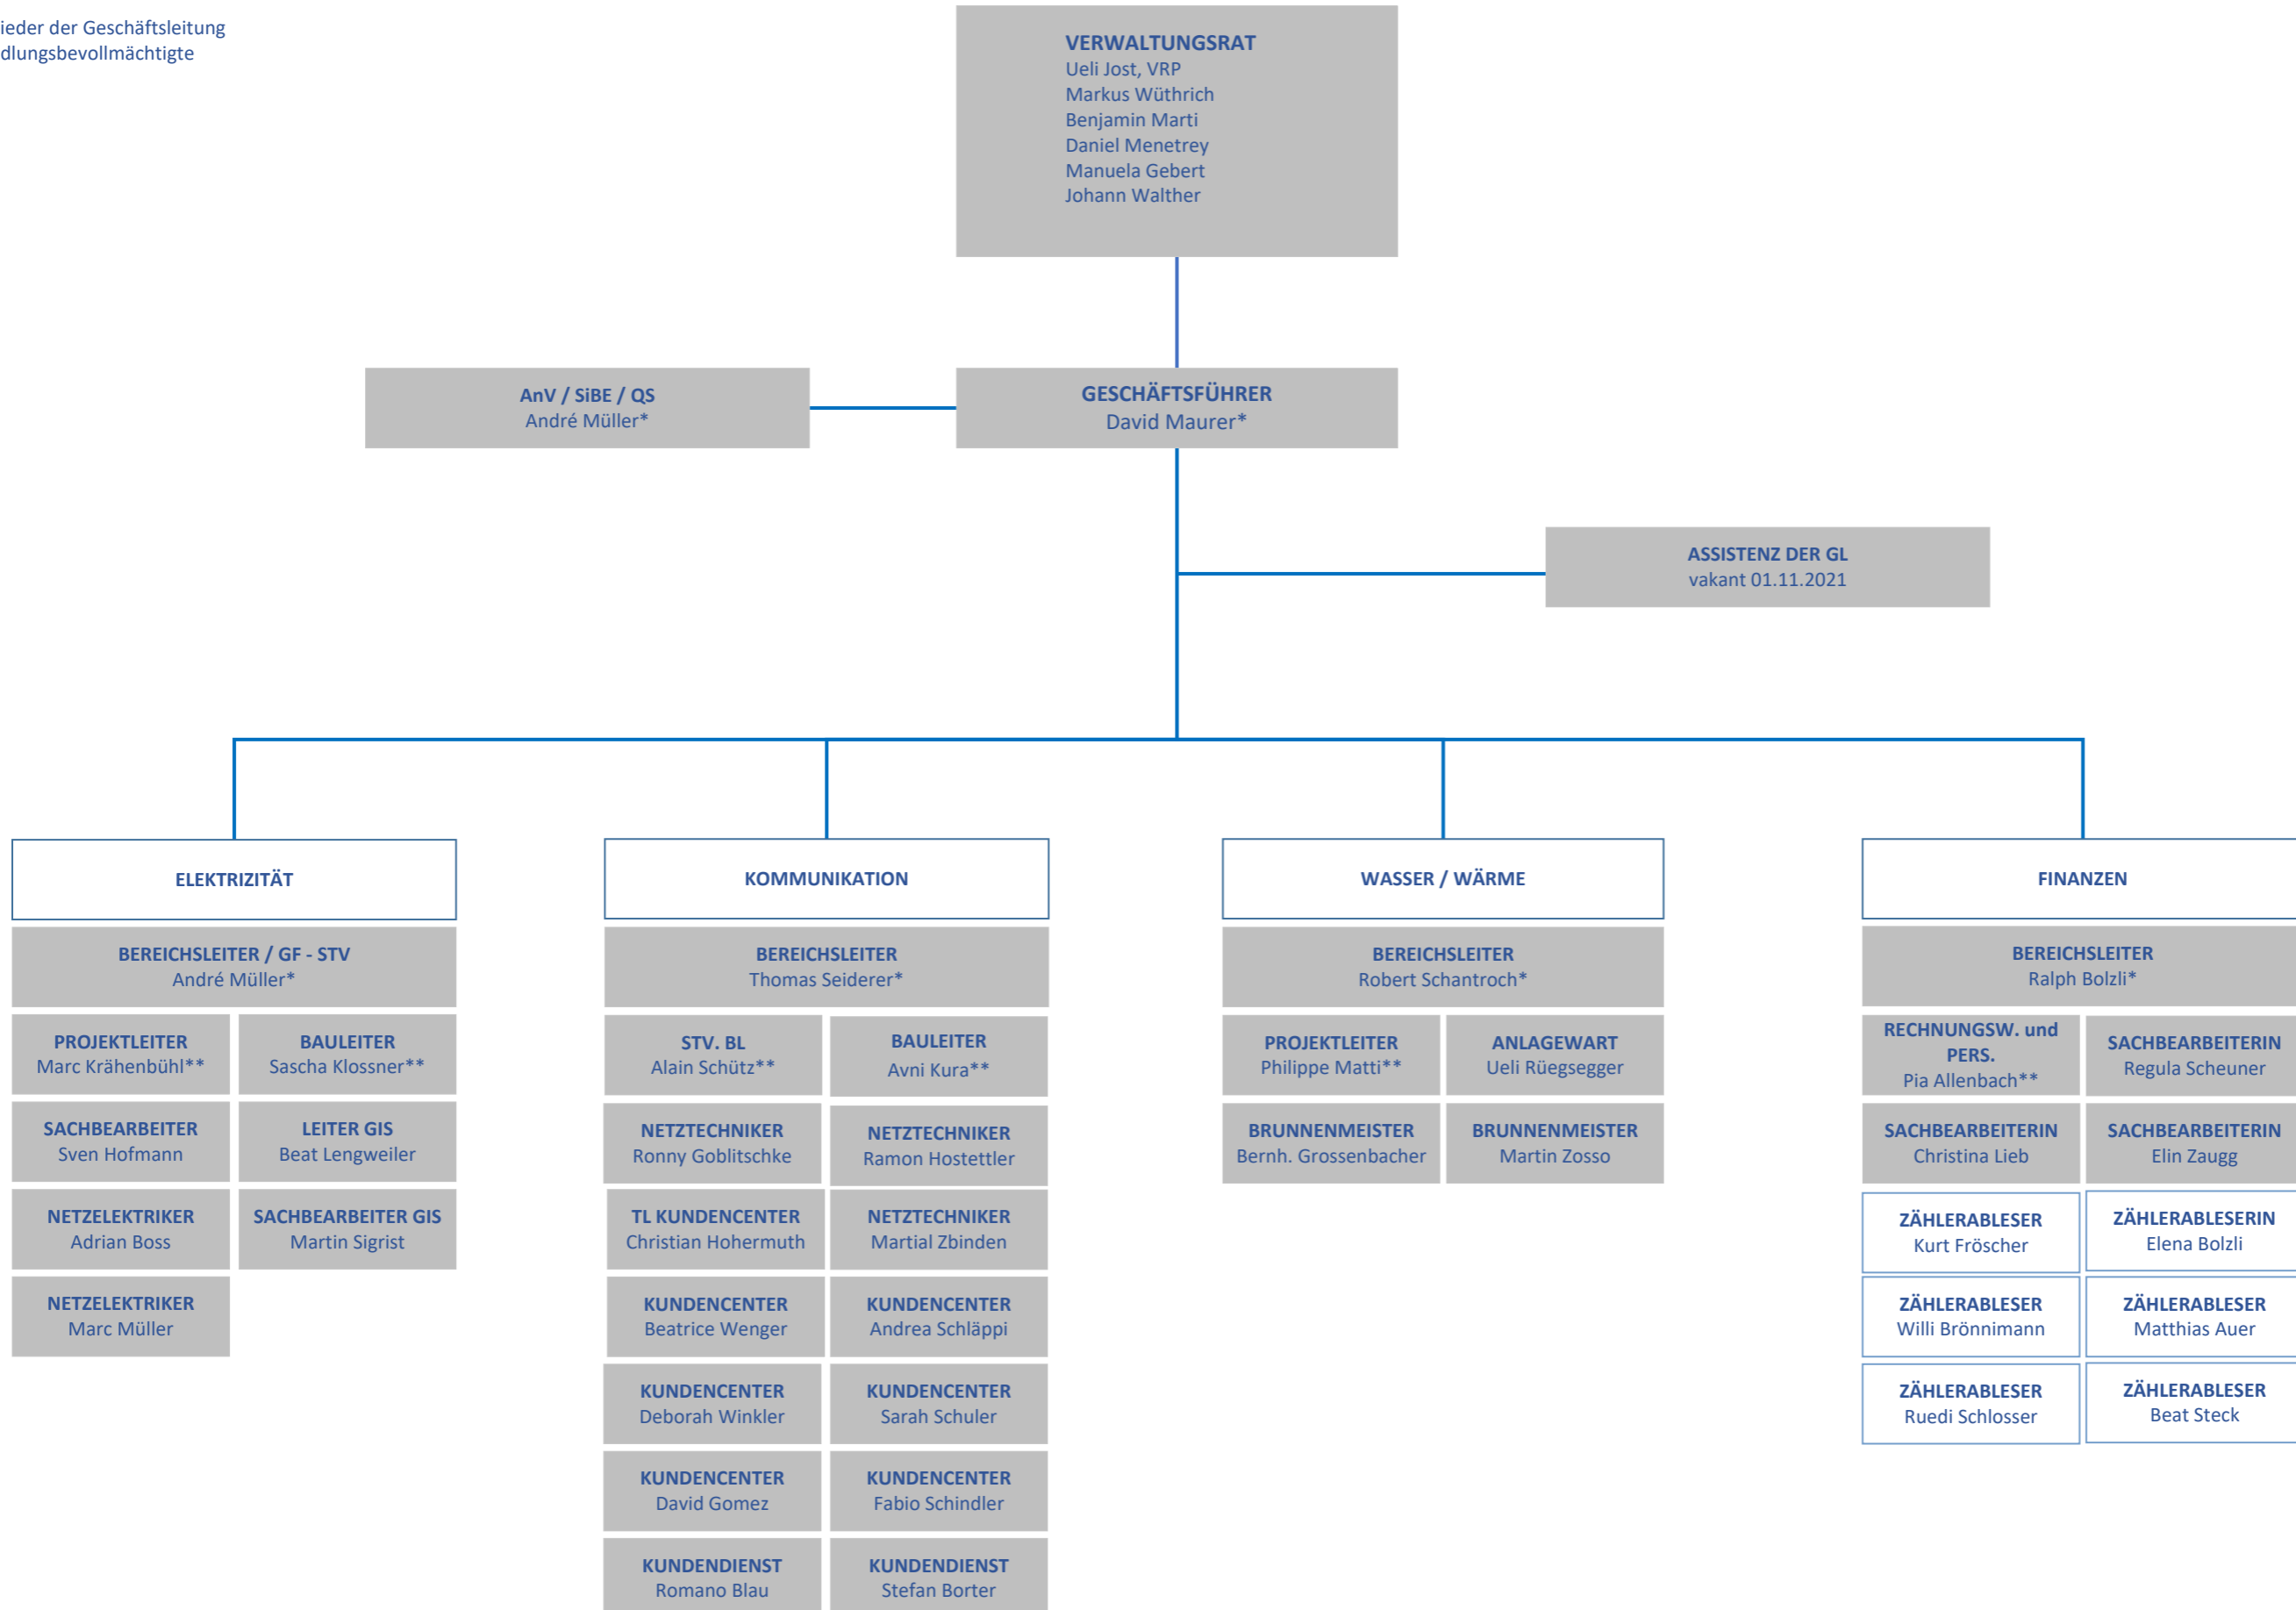 ieder der Geschäftsleitung
dlungsbevollmächtigte
VERWALTUNGSRAT
Ueli Jost, VRP
Markus Wüthrich
Benjamin Marti
Daniel Menetrey
Manuela Gebert
Johann Walther
AnV / SiBE / QS
André Müller*
GESCHÄFTSFÜHRER
David Maurer*
ASSISTENZ DER GL
vakant 01.11.2021
ELEKTRIZITÄT
BEREICHSLEITER / GF - STV
André Müller*
PROJEKTLEITER
Marc Krähenbühl**
BAULEITER
Sascha Klossner**
SACHBEARBEITER
Sven Hofmann
LEITER GIS
Beat Lengweiler
NETZELEKTRIKER
Adrian Boss
SACHBEARBEITER GIS
Martin Sigrist
NETZELEKTRIKER
Marc Müller
KOMMUNIKATION
BEREICHSLEITER
Thomas Seiderer*
STV. BL
Alain Schütz**
BAULEITER
Avni Kura**
NETZTECHNIKER
Ronny Goblitschke
NETZTECHNIKER
Ramon Hostettler
TL KUNDENCENTER
Christian Hohermuth
NETZTECHNIKER
Martial Zbinden
KUNDENCENTER
Beatrice Wenger
KUNDENCENTER
Andrea Schläppi
KUNDENCENTER
Deborah Winkler
KUNDENCENTER
Sarah Schuler
KUNDENCENTER
David Gomez
KUNDENCENTER
Fabio Schindler
KUNDENDIENST
Romano Blau
KUNDENDIENST
Stefan Borter
WASSER / WÄRME
BEREICHSLEITER
Robert Schantroch*
PROJEKTLEITER
Philippe Matti**
ANLAGEWART
Ueli Rüegsegger
BRUNNENMEISTER
Bernh. Grossenbacher
BRUNNENMEISTER
Martin Zosso
FINANZEN
BEREICHSLEITER
Ralph Bolzli*
RECHNUNGSW. und
PERS.
Pia Allenbach**
SACHBEARBEITERIN
Regula Scheuner
SACHBEARBEITERIN
Christina Lieb
SACHBEARBEITERIN
Elin Zaugg
ZÄHLERABLESER
Kurt Fröscher
ZÄHLERABLESERIN
Elena Bolzli
ZÄHLERABLESER
Willi Brönnimann
ZÄHLERABLESER
Matthias Auer
ZÄHLERABLESER
Ruedi Schlosser
ZÄHLERABLESER
Beat Steck